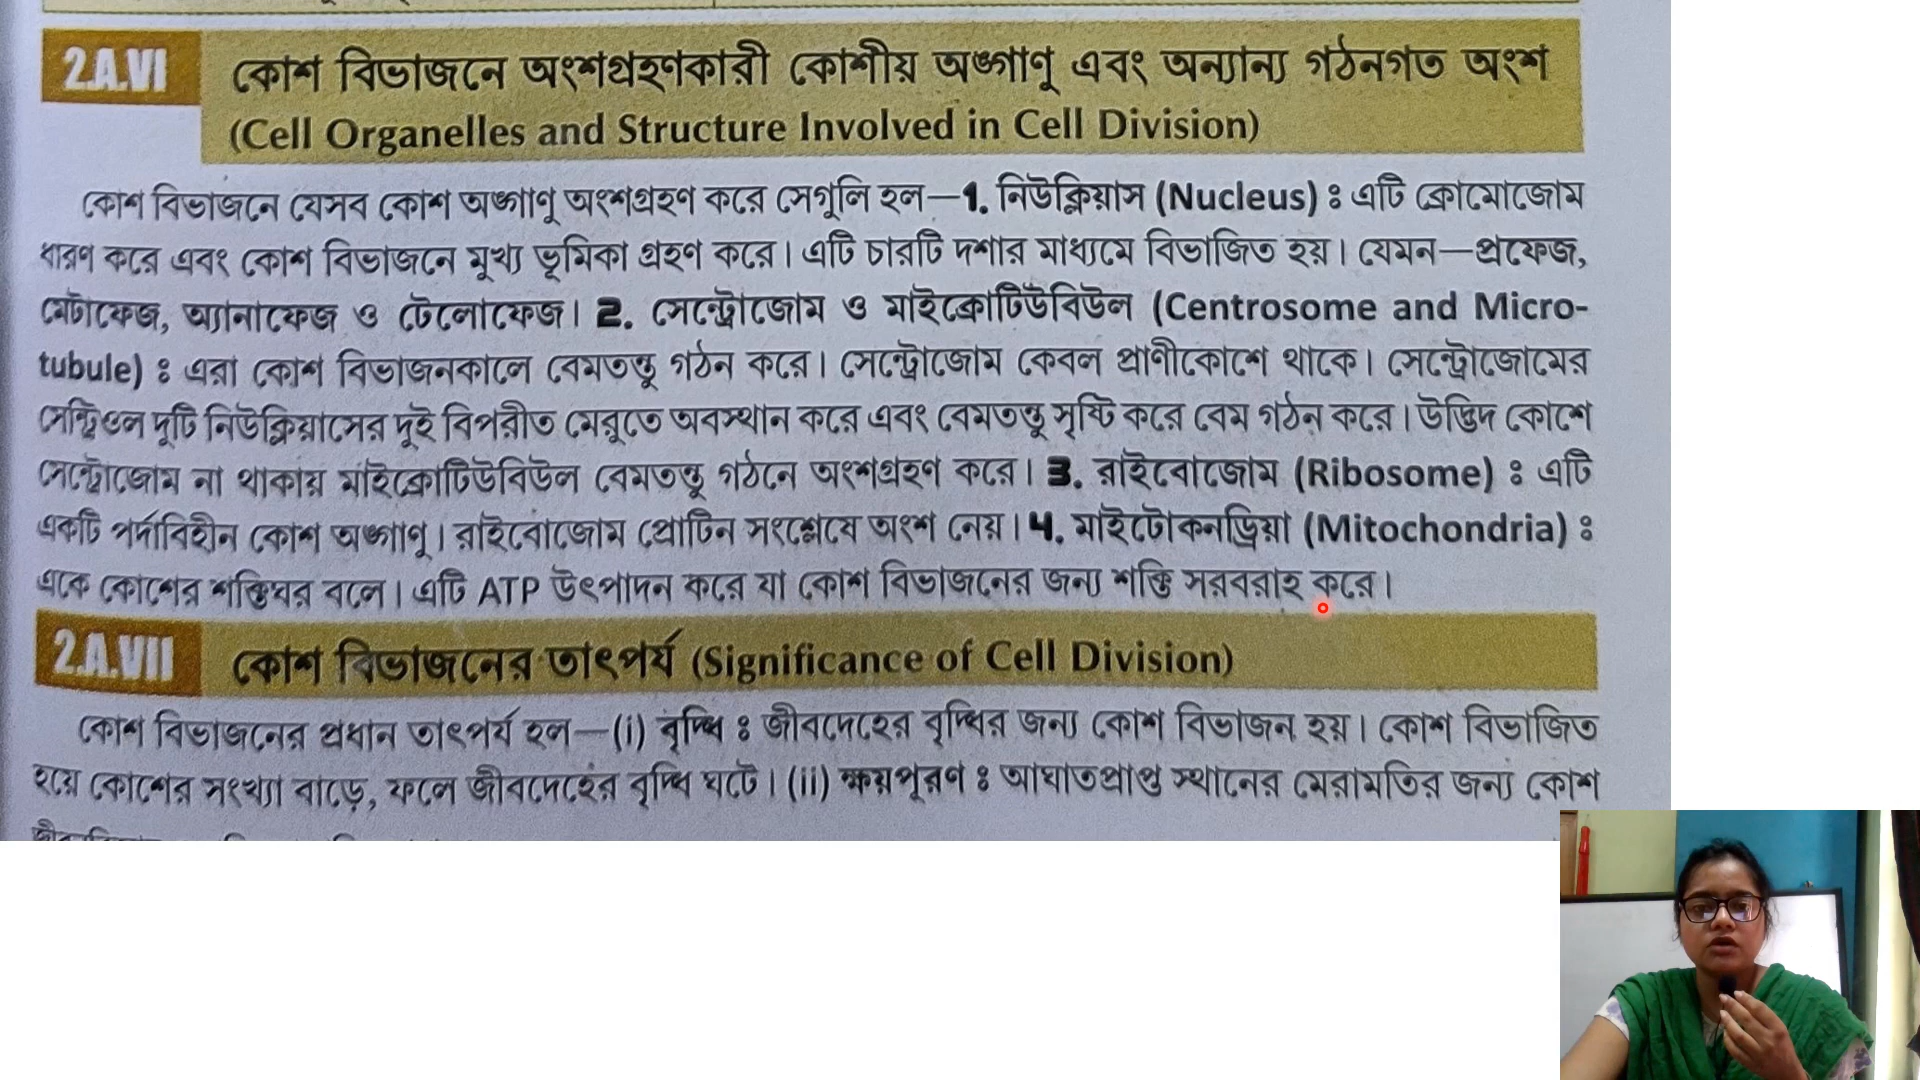 2.A.VI কোশ বিভাজনে অংশগ্রহণকারী কোশীয় অঙ্গাণু এবং অন্যান্য গঠনগত অংশ
(Cell Organelles and Structure Involved in Cell Division)
কোশ বিভাজনে যেসব কোশ অঙ্গাণু অংশগ্রহণ করে সেগুলি হল—1. নিউক্লিয়াস (Nucleus) ঃ এটি ক্রোমোজোম
ধারণ করে এবং কোশ বিভাজনে মুখ্য ভূমিকা গ্রহণ করে। এটি চারটি দশার মাধ্যমে বিভাজিত হয়। যেমন—প্রফেজ,
মেটাফেজ, অ্যানাফেজ ও টেলোফেজ। 2. সেন্ট্রোজোম ও মাইক্রোটিউবিউল (Centrosome and Micro-
tubule) ঃ এরা কোশ বিভাজনকালে বেমতন্তু গঠন করে। সেন্ট্রোজোম কেবল প্রাণীকোশে থাকে। সেন্ট্রোজোমের
সেন্ট্রিওল দুটি নিউক্লিয়াসের দুই বিপরীত মেরুতে অবস্থান করে এবং বেমতন্তু সৃষ্টি করে বেম গঠন করে। উদ্ভিদ কোশে
সেন্ট্রোজোম না থাকায় মাইক্রোটিউবিউল বেমতন্তু গঠনে অংশগ্রহণ করে। 3. রাইবোজোম (Ribosome) ঃ এটি
একটি পর্দাবিহীন কোশ অঙ্গাণু। রাইবোজোম প্রোটিন সংশ্লেষে অংশ নেয়। 4. মাইটোকনড্রিয়া (Mitochondria) ঃ
একে কোশের শক্তিঘর বলে। এটি ATP উৎপাদন করে যা কোশ বিভাজনের জন্য শক্তি সরবরাহ করে।
2.A.VII কোশ বিভাজনের তাৎপর্য (Significance of Cell Division)
কোশ বিভাজনের প্রধান তাৎপর্য হল—(i) বৃদ্ধি ঃ জীবদেহের বৃদ্ধির জন্য কোশ বিভাজন হয়। কোশ বিভাজিত
হয়ে কোশের সংখ্যা বাড়ে, ফলে জীবদেহের বৃদ্ধি ঘটে। (ii) ক্ষয়পূরণ ঃ আঘাতপ্রাপ্ত স্থানের মেরামতির জন্য কোশ